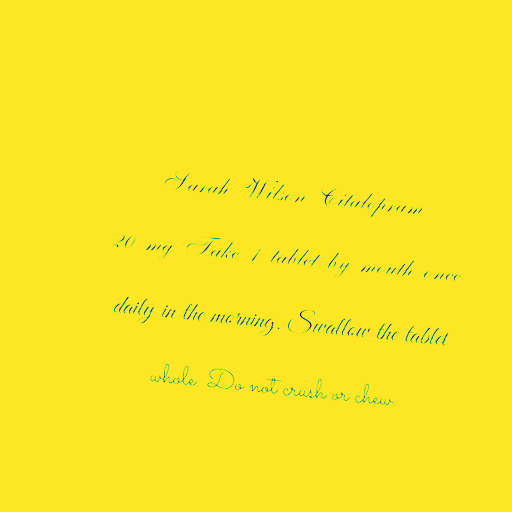 Sarah Wilson Citalopram
20 mg Take 1 tablet by mouth once
daily in the morning. Swallow the tablet
whole. Do not crush or chew.